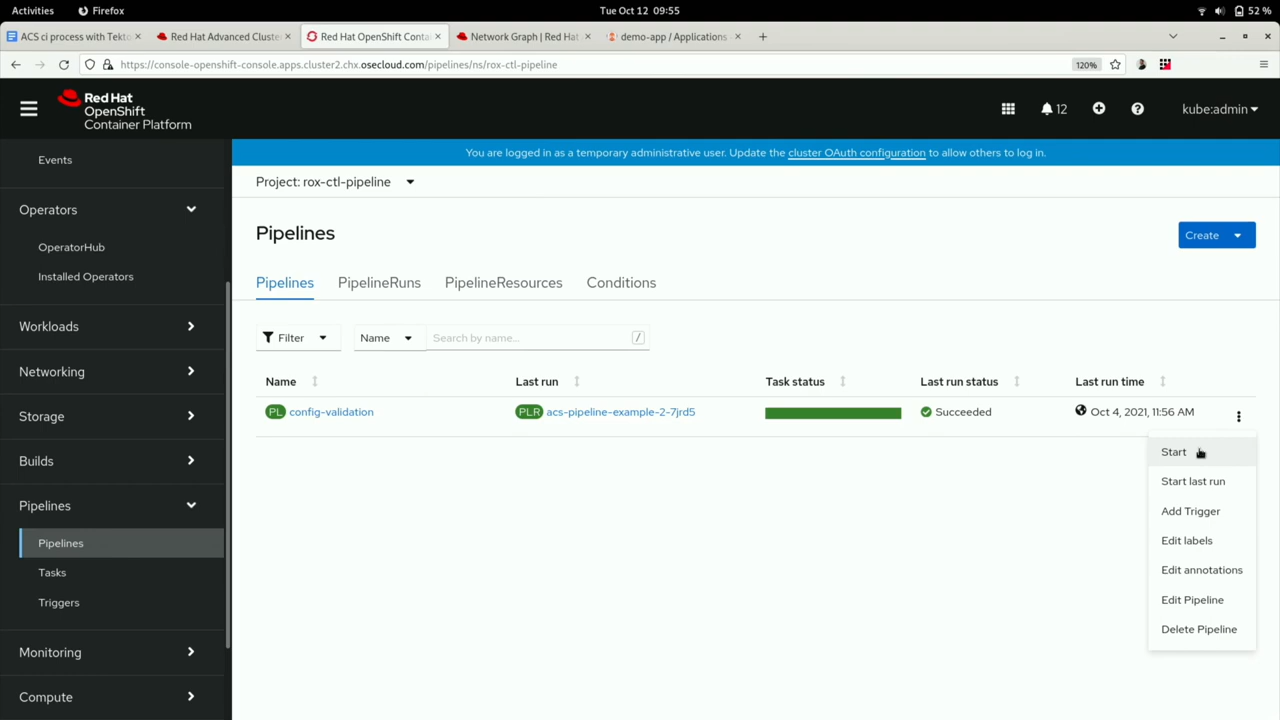 Activities
Firefox
Tue Oct 12 09:55
52 %
ACS ci process with Tekto
Red Hat Advanced Cluste
Red Hat OpenShift Conta
Network Graph | Red Hat
demo-app / Applications
https://console-openshift-console.apps.cluster2.chx.osecloud.com/pipelines/ns/rox-ctl-pipeline
120%
Red Hat
OpenShift
Container Platform
12
kube:admin
You are logged in as a temporary administrative user. Update the cluster OAuth configuration to allow others to log in.
Events
Operators
OperatorHub
Installed Operators
Workloads
Networking
Storage
Builds
Pipelines
Pipelines
Tasks
Triggers
Monitoring
Compute
Project: rox-ctl-pipeline
Pipelines
Create
Pipelines
PipelineRuns
PipelineResources
Conditions
Filter
Name
Search by name...
/
Name
Last run
Task status
Last run status
Last run time
PL config-validation
PLR acs-pipeline-example-2-7jrd5
Succeeded
Oct 4, 2021, 11:56 AM
Start
Start last run
Add Trigger
Edit labels
Edit annotations
Edit Pipeline
Delete Pipeline